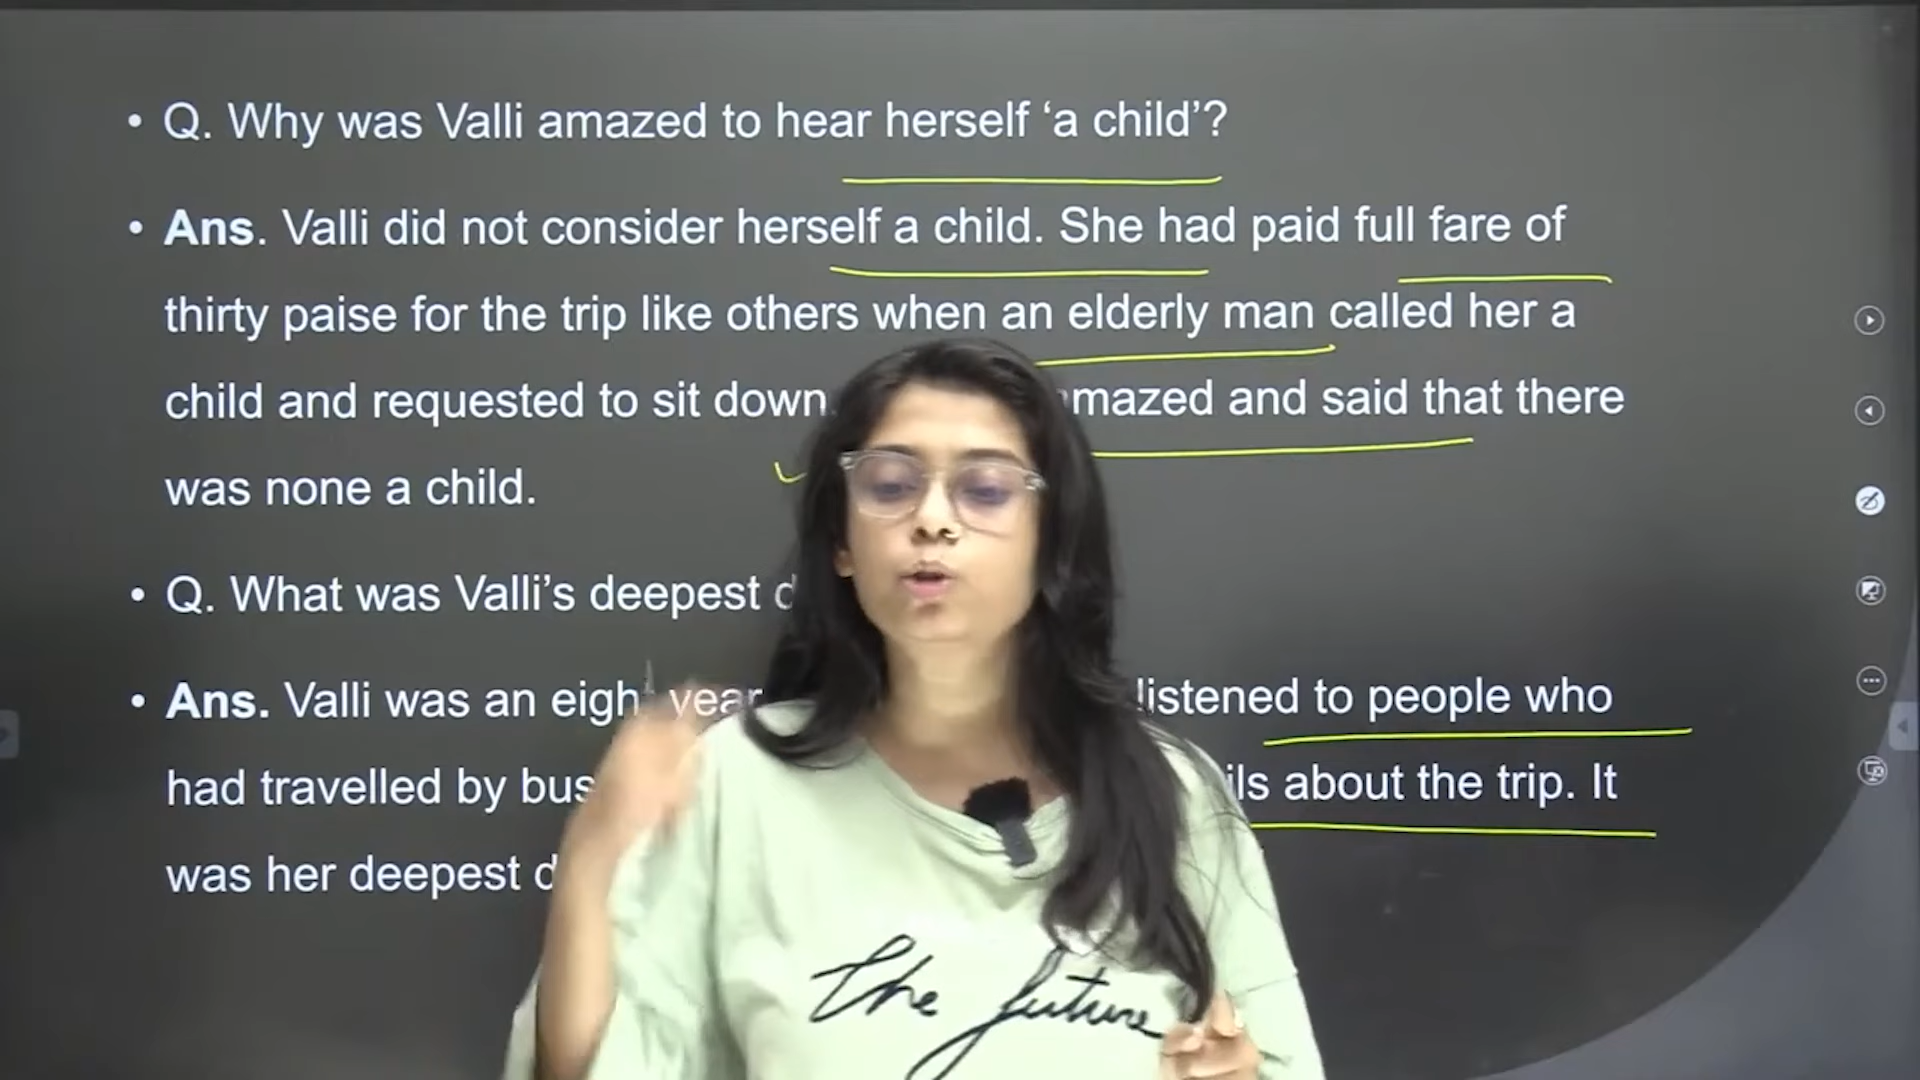 • Q. Why was Valli amazed to hear herself ‘a child’?
• Ans. Valli did not consider herself a child. She had paid full fare of
thirty paise for the trip like others when an elderly man called her a
child and requested to sit down. and said that there
was none a child.
• Q. What was Valli’s deepest
• Ans. Valli was an listened to people who
had travelled by bus about the trip. It
was her deepest
the future